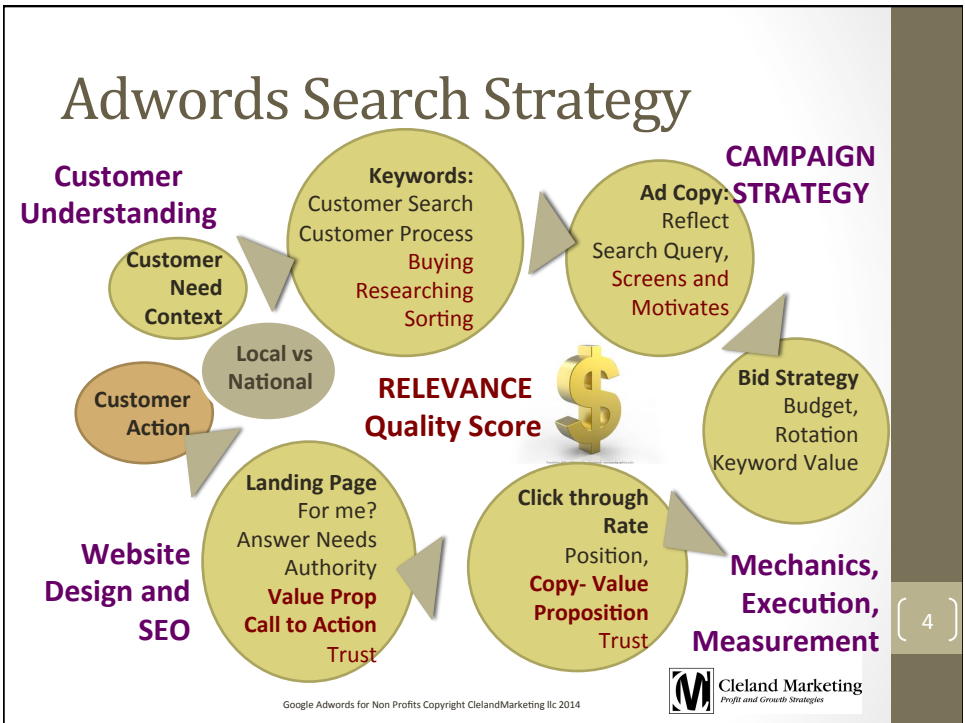 Adwords Search Strategy
Customer
Understanding
Keywords:
Customer Search
Customer Process
Buying
Researching
Sorting
CAMPAIGN
STRATEGY
Ad Copy:
Reflect
Search Query,
Screens and
Motivates
Customer
Need
Context
Local vs
National
Customer
Action
RELEVANCE
Quality Score
Bid Strategy
Budget,
Rotation
Keyword Value
Landing Page
For me?
Answer Needs
Authority
Value Prop
Call to Action
Trust
Click through
Rate
Position,
Copy- Value
Proposition
Trust
Website
Design and
SEO
Mechanics,
Execution,
Measurement
4
Google Adwords for Non Profits Copyright ClelandMarketing llc 2014
Cleland Marketing
Profit and Growth Strategies